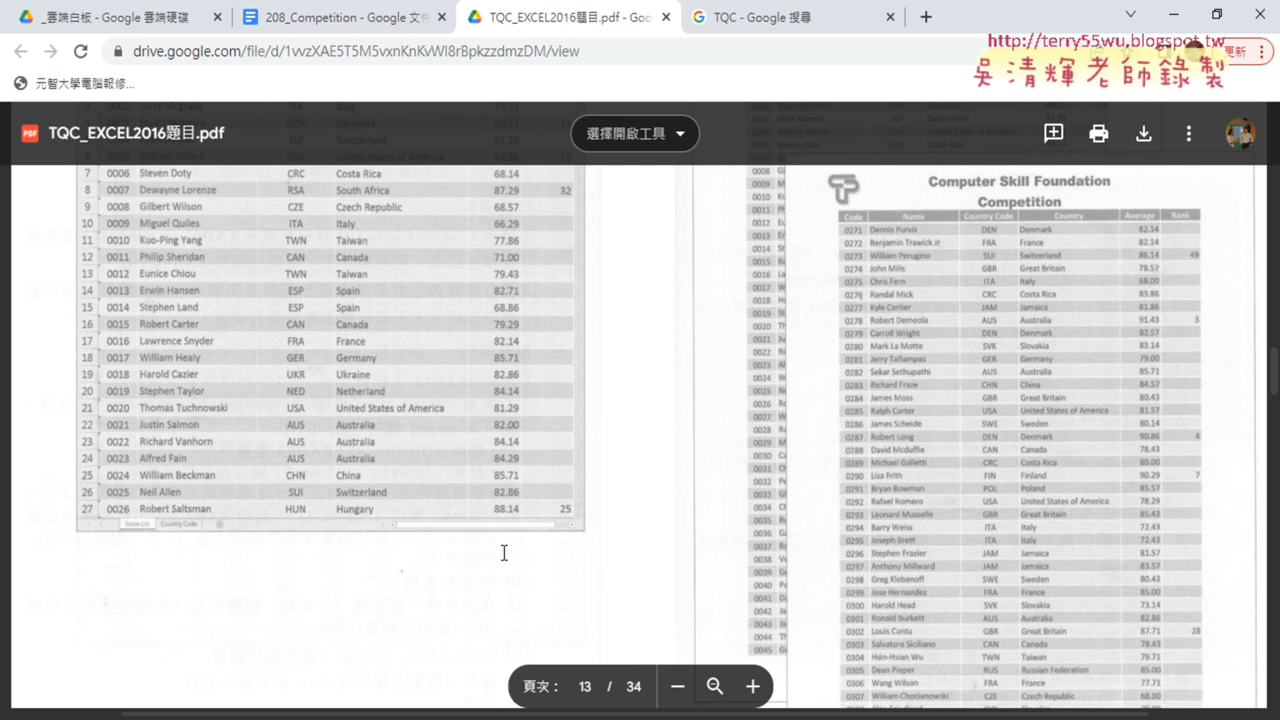 _雲端白板 - Google 雲端硬碟
208_Competition - Google 文件
TQC_EXCEL2016題目.pdf - Goo
TQC - Google 搜尋
drive.google.com/file/d/1vvzXAE5T5M5vxnKnKvWI8rBpkzzdmzDM/view
更新
http://terry55wu.blogspot.tw
吳清輝老師錄製
元智大學電腦報修...
PDF TQC_EXCEL2016題目.pdf
選擇開啟工具
7 0006 Steven Doty CRC Costa Rica 68.14
8 0007 Dewayne Lorenze RSA South Africa 87.29 32
9 0008 Gilbert Wilson CZE Czech Republic 68.57
10 0009 Miguel Quiles ITA Italy 66.29
11 0010 Kuo-Ping Yang TWN Taiwan 77.86
12 0011 Philip Sheridan CAN Canada 71.00
13 0012 Eunice Chiou TWN Taiwan 79.43
14 0013 Erwin Hansen ESP Spain 82.71
15 0014 Stephen Land ESP Spain 68.86
16 0015 Robert Carter CAN Canada 79.29
17 0016 Lawrence Snyder FRA France 82.14
18 0017 William Healy GER Germany 85.71
19 0018 Harold Cazier UKR Ukraine 82.86
20 0019 Stephen Taylor NED Netherland 84.14
21 0020 Thomas Tuchnowski USA United States of America 81.29
22 0021 Justin Salmon AUS Australia 82.00
23 0022 Richard Vanhorn AUS Australia 84.14
24 0023 Alfred Fain AUS Australia 84.29
25 0024 William Beckman CHN China 85.71
26 0025 Neil Allen SUI Switzerland 82.86
27 0026 Robert Saltsman HUN Hungary 88.14 25
Score List Country Code
Computer Skill Foundation
Competition
Code Name Country Code Country Average Rank
0271 Dennis Purvis DEN Denmark 82.14
0272 Benjamin Trawick Jr FRA France 82.14
0273 William Perugino SUI Switzerland 86.14 49
0274 John Mills GBR Great Britain 78.57
0275 Chris Fern ITA Italy 68.00
0276 Randal Mick CRC Costa Rica 83.86
0277 Kyle Cartier JAM Jamaica 81.86
0278 Robert Demeola AUS Australia 91.43 3
0279 Carroll Wright DEN Denmark 82.57
0280 Mark La Motte SVK Slovakia 83.14
0281 Jerry Tallampas GER Germany 79.00
0282 Sekar Sethupathi AUS Australia 85.71
0283 Richard Fraze CHN China 84.57
0284 James Moss GBR Great Britain 80.43
0285 Ralph Carter USA United States of America 81.57
0286 James Scheide SWE Sweden 80.14
0287 Robert Long DEN Denmark 90.86 4
0288 David Mcduffie CAN Canada 78.43
0289 Michael Galletti CRC Costa Rica 80.00
0290 Lisa Frith FIN Finland 90.29 7
0291 Bryan Bowman POL Poland 85.57
0292 Rafael Romero USA United States of America 78.29
0293 Leonard Musselle GBR Great Britain 85.43
0294 Barry Weiss ITA Italy 72.43
0295 Joseph Brett ITA Italy 72.43
0296 Stephen Frazier JAM Jamaica 81.57
0297 Anthony Millward JAM Jamaica 83.57
0298 Greg Klebanoff SWE Sweden 80.43
0299 Jose Hernandez FRA France 85.00
0300 Harold Head SVK Slovakia 73.14
0301 Ronald Burkett AUS Australia 82.86
0302 Louis Cantu GBR Great Britain 87.71 28
0303 Salvatore Siciliano CAN Canada 78.43
0304 Hsin-Hsian Wu TWN Taiwan 79.71
0305 Dean Pieper RUS Russian Federation 85.00
0306 Wang Wilson FRA France 77.71
0307 William Chocianowski CZE Czech Republic 68.00
頁次： 13 / 34